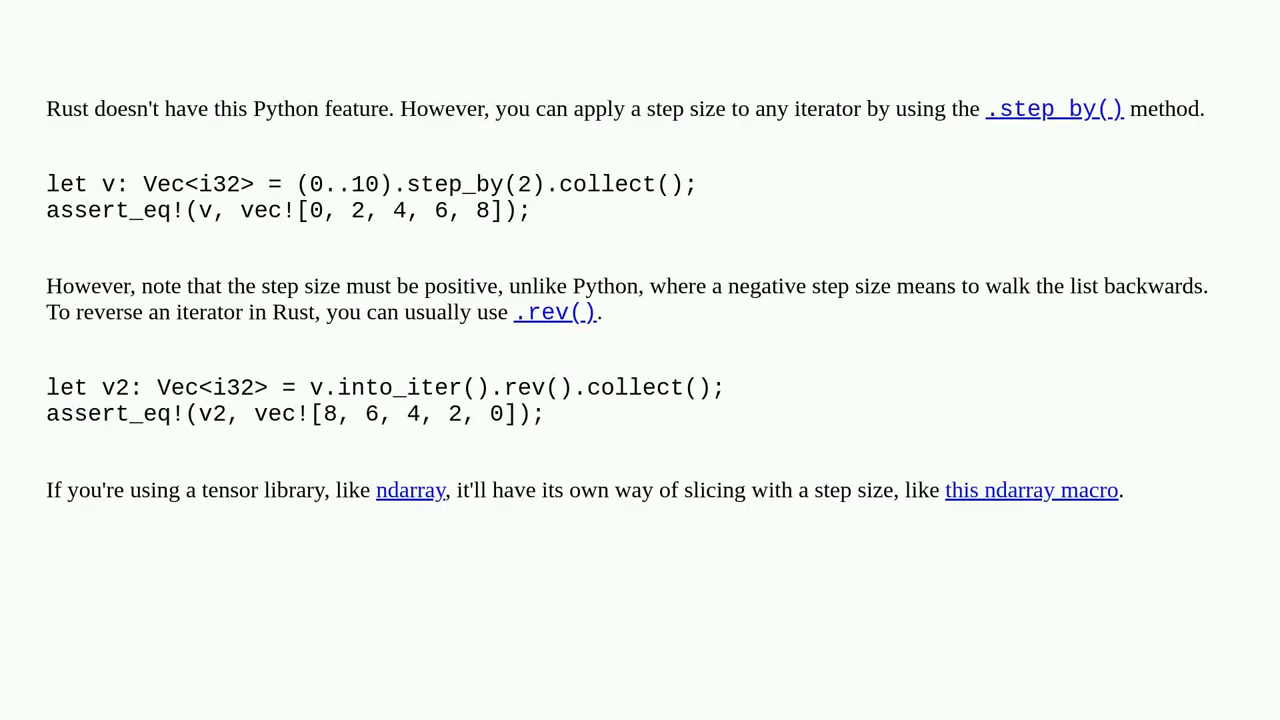 Rust doesn't have this Python feature. However, you can apply a step size to any iterator by using the .step_by() method.
let v: Vec<i32> = (0..10).step_by(2).collect();
assert_eq!(v, vec![0, 2, 4, 6, 8]);
However, note that the step size must be positive, unlike Python, where a negative step size means to walk the list backwards.
To reverse an iterator in Rust, you can usually use .rev().
let v2: Vec<i32> = v.into_iter().rev().collect();
assert_eq!(v2, vec![8, 6, 4, 2, 0]);
If you're using a tensor library, like ndarray, it'll have its own way of slicing with a step size, like this ndarray macro.